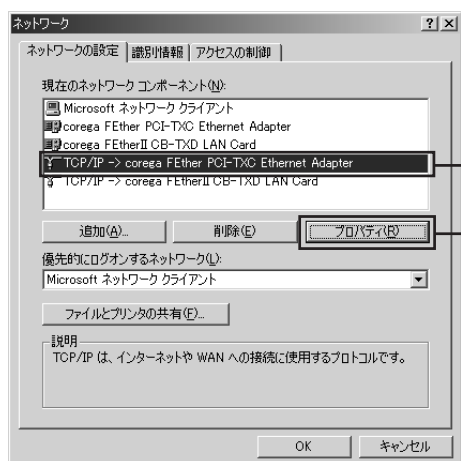 ネットワーク
ネットワークの設定 識別情報 アクセスの制御
現在のネットワーク コンポーネント(N):
Microsoft ネットワーク クライアント
corega FEther PCI-TXC Ethernet Adapter
corega FEtherII CB-TXD LAN Card
TCP/IP -> corega FEther PCI-TXC Ethernet Adapter
TCP/IP -> corega FEtherII CB-TXD LAN Card
追加(A)... 削除(E) プロパティ(R)
優先的にログオンするネットワーク(L):
Microsoft ネットワーク クライアント
ファイルとプリンタの共有(F)...
説明
TCP/IP は、インターネットや WAN への接続に使用するプロトコルです。
OK キャンセル